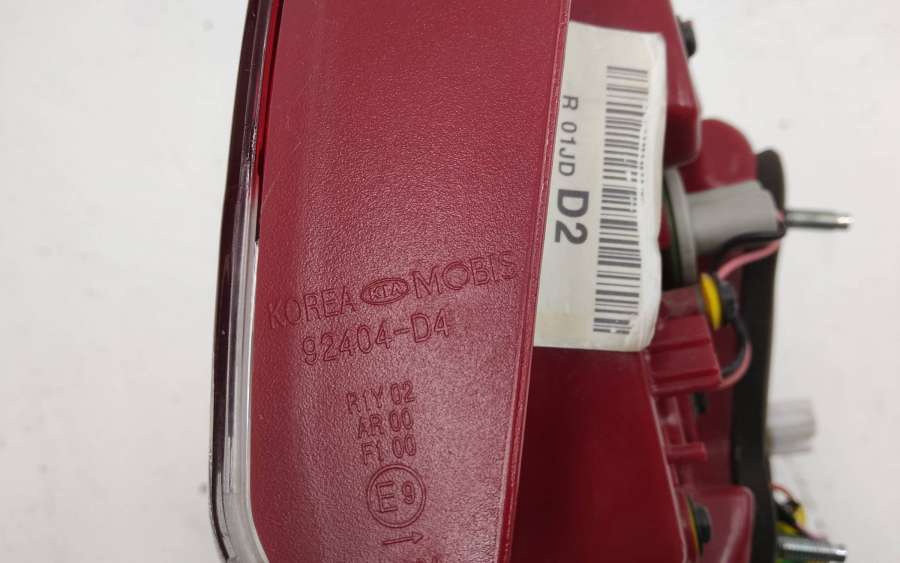 KOREA KIA MOBIS
92404-D4
R1Y 02
AR 00
F1 00
E9
→
R 01JD
D2